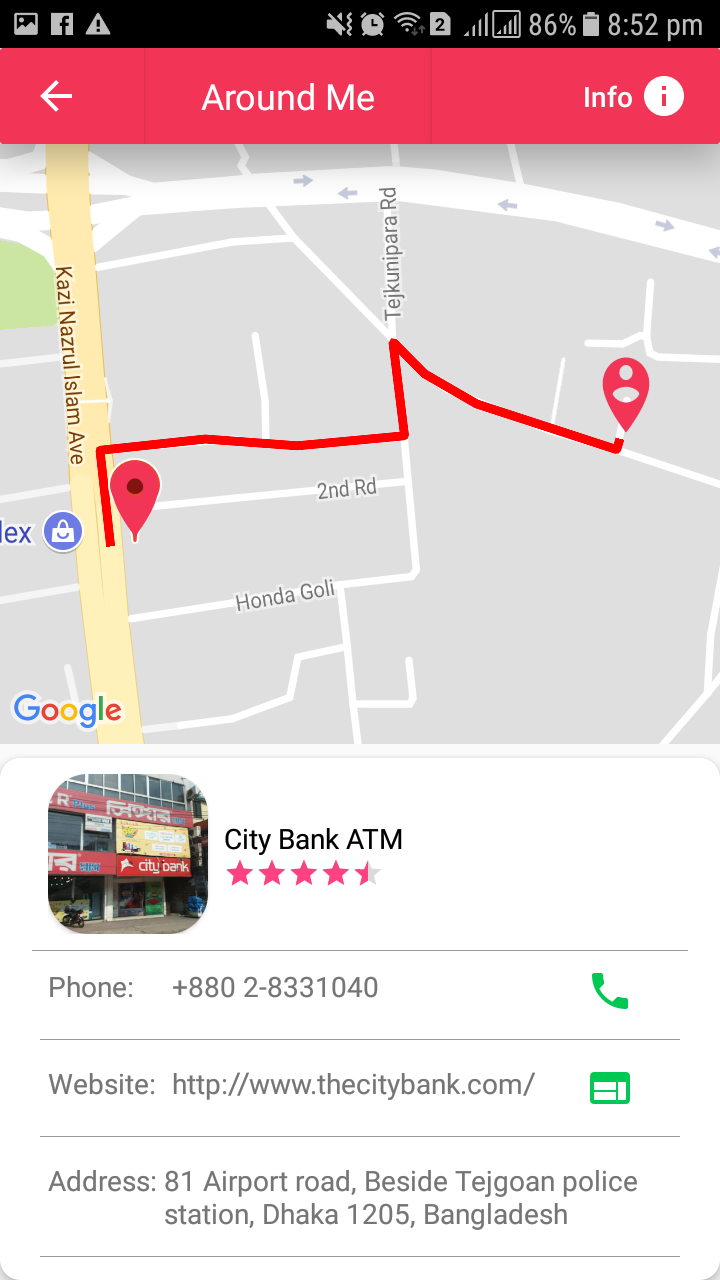 2 86% 8:52 pm
Around Me
Info
Tejkunipara Rd
Kazi Nazrul Islam Ave
2nd Rd
lex
Honda Goli
Google
City Bank ATM
city bank
Phone: +880 2-8331040
Website: http://www.thecitybank.com/
Address: 81 Airport road, Beside Tejgoan police
station, Dhaka 1205, Bangladesh